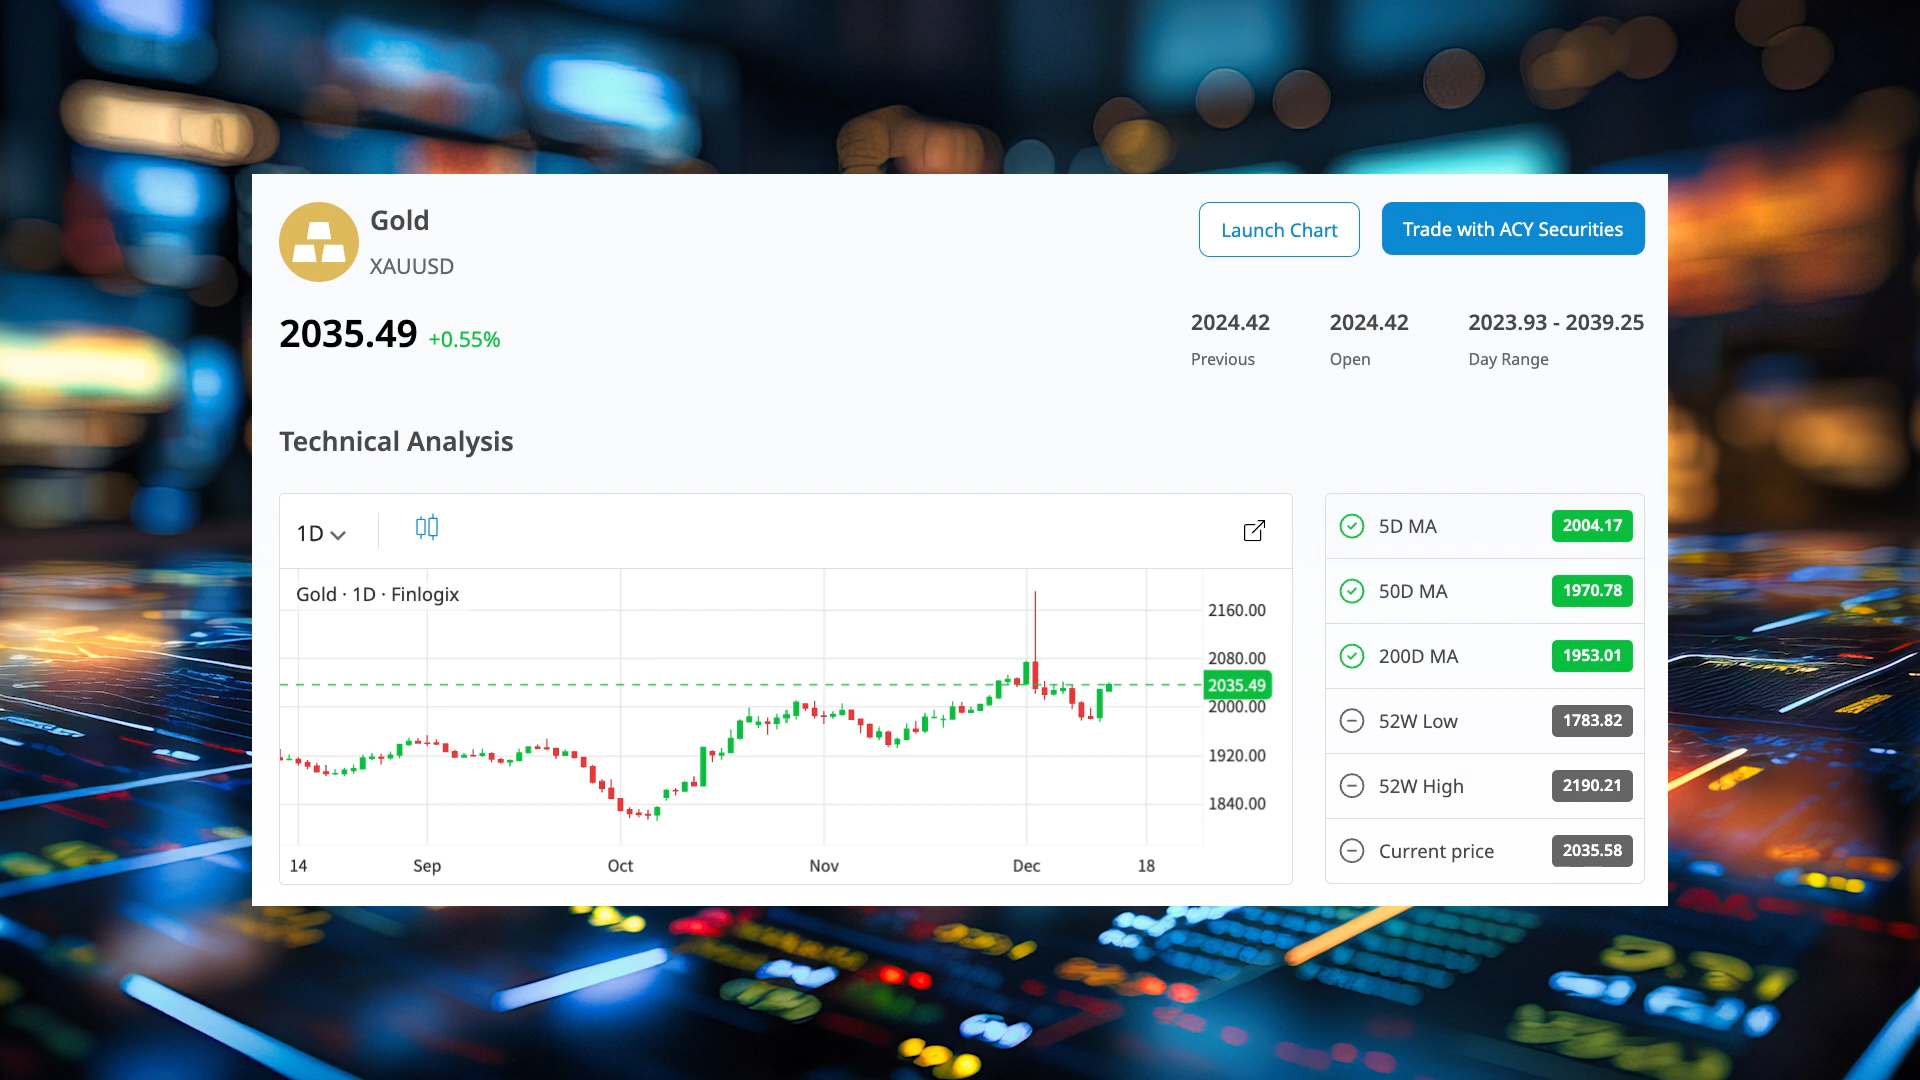 Gold
XAUUSD
Launch Chart
Trade with ACY Securities
2035.49 +0.55%
2024.42
Previous
2024.42
Open
2023.93 - 2039.25
Day Range
Technical Analysis
1D
Gold · 1D · Finlogix
2160.00
2080.00
2035.49
2000.00
1920.00
1840.00
14 Sep Oct Nov Dec 18
5D MA 2004.17
50D MA 1970.78
200D MA 1953.01
52W Low 1783.82
52W High 2190.21
Current price 2035.58